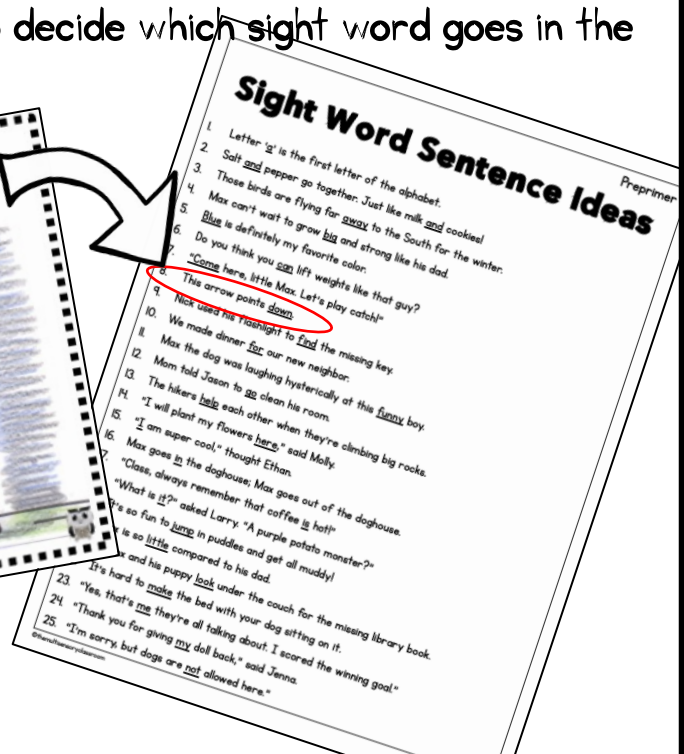 decide which sight word goes in the
Sight Word Sentence Ideas
Preprimer
1. Letter 'a' is the first letter of the alphabet.
2. Salt and pepper go together. Just like milk and cookies!
3. Those birds are flying far away to the South for the winter.
4. Max can't wait to grow big and strong like his dad.
5. Blue is definitely my favorite color.
6. Do you think you can lift weights like that guy?
7. "Come here, little Max. Let's play catch!"
8. This arrow points down.
9. Nick used his flashlight to find the missing key.
10. We made dinner for our new neighbor.
11. Max the dog was laughing hysterically at this funny boy.
12. Mom told Jason to go clean his room.
13. The hikers help each other when they're climbing big rocks.
14. "I will plant my flowers here," said Molly.
15. "I am super cool," thought Ethan.
16. Max goes in the doghouse; Max goes out of the doghouse.
7. "Class, always remember that coffee is hot!"
"What is it?" asked Larry. "A purple potato monster?"
t's so fun to jump in puddles and get all muddy!
x is so little compared to his dad.
x and his puppy look under the couch for the missing library book.
It's hard to make the bed with your dog sitting on it.
23. "Yes, that's me they're all talking about. I scored the winning goal."
24. "Thank you for giving my doll back," said Jenna.
25. "I'm sorry, but dogs are not allowed here."